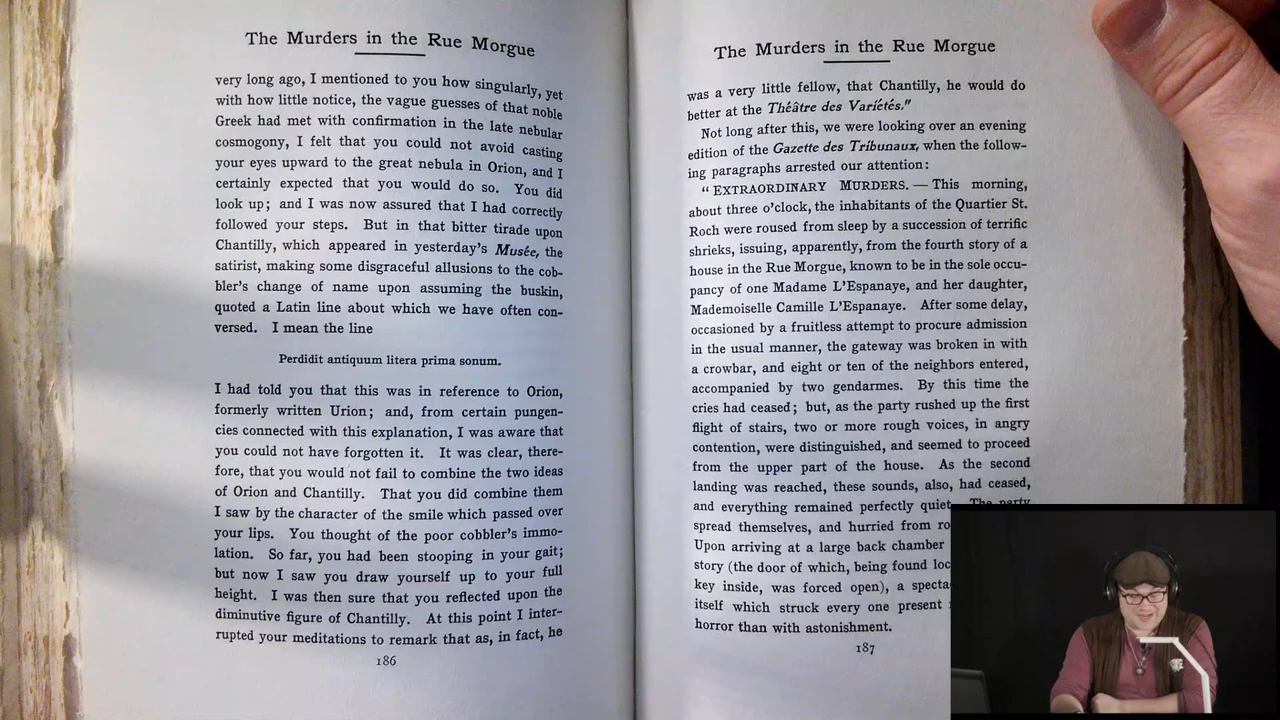 The Murders in the Rue Morgue
very long ago, I mentioned to you how singularly, yet
with how little notice, the vague guesses of that noble
Greek had met with confirmation in the late nebular
cosmogony, I felt that you could not avoid casting
your eyes upward to the great nebula in Orion, and I
certainly expected that you would do so. You did
look up; and I was now assured that I had correctly
followed your steps. But in that bitter tirade upon
Chantilly, which appeared in yesterday's Musée, the
satirist, making some disgraceful allusions to the cob-
bler's change of name upon assuming the buskin,
quoted a Latin line about which we have often con-
versed. I mean the line
Perdidit antiquum litera prima sonum.
I had told you that this was in reference to Orion,
formerly written Urion; and, from certain pungen-
cies connected with this explanation, I was aware that
you could not have forgotten it. It was clear, there-
fore, that you would not fail to combine the two ideas
of Orion and Chantilly. That you did combine them
I saw by the character of the smile which passed over
your lips. You thought of the poor cobbler's immo-
lation. So far, you had been stooping in your gait;
but now I saw you draw yourself up to your full
height. I was then sure that you reflected upon the
diminutive figure of Chantilly. At this point I inter-
rupted your meditations to remark that as, in fact, he
186
The Murders in the Rue Morgue
was a very little fellow, that Chantilly, he would do
better at the Théâtre des Variétés."
Not long after this, we were looking over an evening
edition of the Gazette des Tribunaux, when the follow-
ing paragraphs arrested our attention:
"EXTRAORDINARY MURDERS. — This morning,
about three o'clock, the inhabitants of the Quartier St.
Roch were roused from sleep by a succession of terrific
shrieks, issuing, apparently, from the fourth story of a
house in the Rue Morgue, known to be in the sole occu-
pancy of one Madame L'Espanaye, and her daughter,
Mademoiselle Camille L'Espanaye. After some delay,
occasioned by a fruitless attempt to procure admission
in the usual manner, the gateway was broken in with
a crowbar, and eight or ten of the neighbors entered,
accompanied by two gendarmes. By this time the
cries had ceased; but, as the party rushed up the first
flight of stairs, two or more rough voices, in angry
contention, were distinguished, and seemed to proceed
from the upper part of the house. As the second
landing was reached, these sounds, also, had ceased,
and everything remained perfectly quiet. The party
spread themselves, and hurried from
Upon arriving at a large back chamber
story (the door of which, being found
key inside, was forced open), a
itself which struck every one present
horror than with astonishment.
187